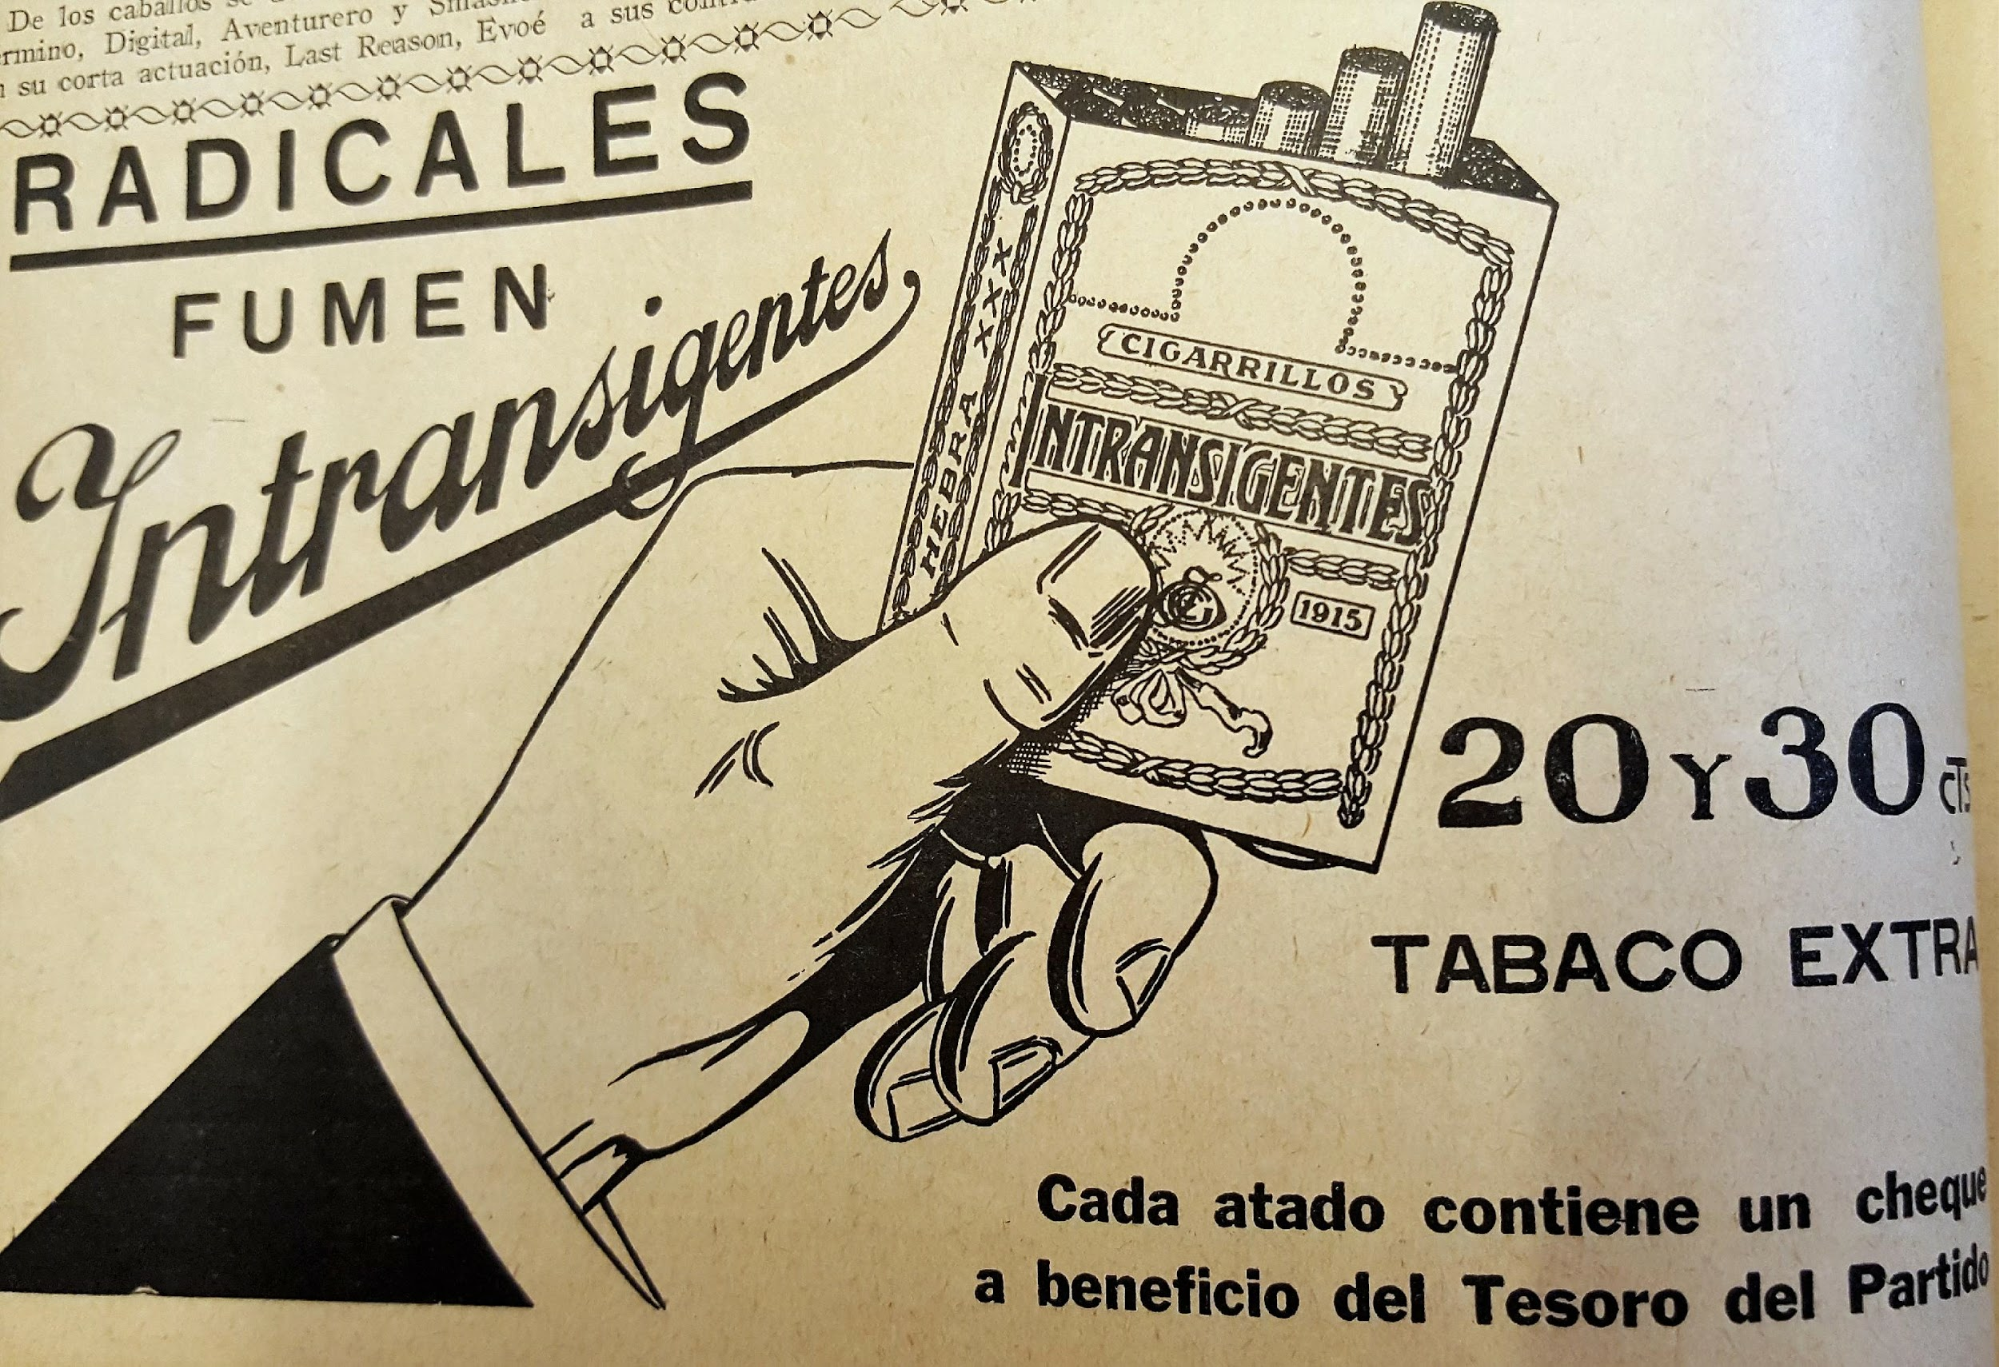 De los caballos se
rmino, Digital, Aventurero y
su corta actuación, Last Reason, Evoé a sus
RADICALES
FUMEN
Intransigentes
HEBRA XXX
CIGARRILLOS
INTRANSIGENTES
1915
20 Y 30 cTs
TABACO EXTRA
Cada atado contiene un cheque
a beneficio del Tesoro del Partido